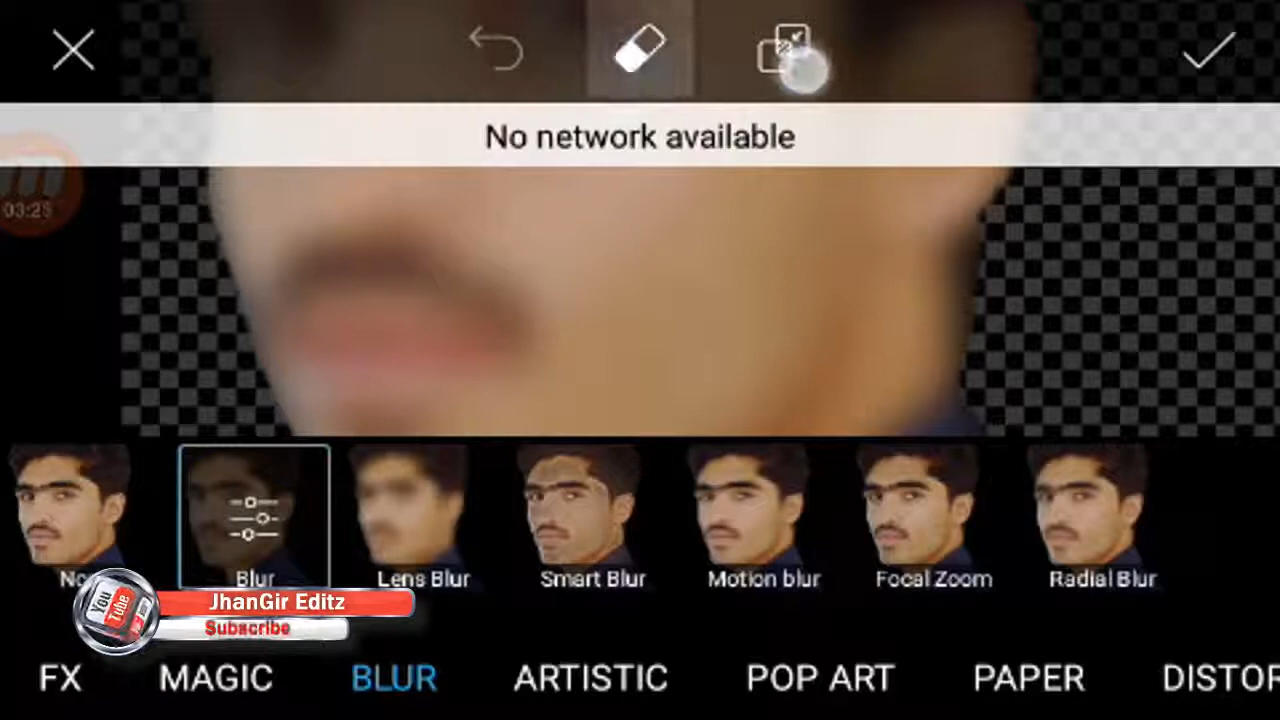 No network available
03:25
No
Blur
Lens Blur
Smart Blur
Motion blur
Focal Zoom
Radial Blur
You
Tube
JhanGir Editz
Subscribe
FX
MAGIC
BLUR
ARTISTIC
POP ART
PAPER
DISTOR